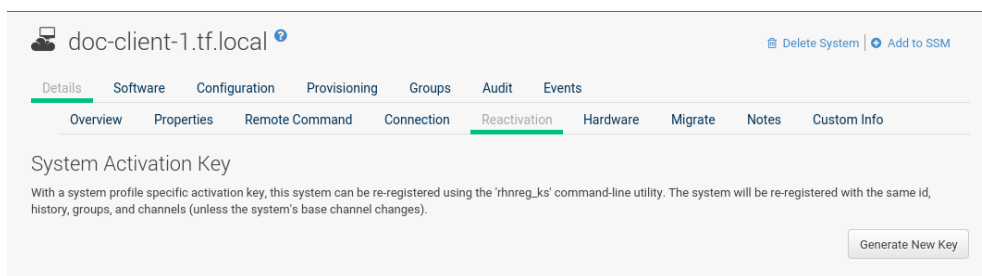 doc-client-1.tf.local ?
Delete System | Add to SSM
Details Software Configuration Provisioning Groups Audit Events
Overview Properties Remote Command Connection Reactivation Hardware Migrate Notes Custom Info
System Activation Key
With a system profile specific activation key, this system can be re-registered using the 'rhnreg_ks' command-line utility. The system will be re-registered with the same id,
history, groups, and channels (unless the system's base channel changes).
Generate New Key